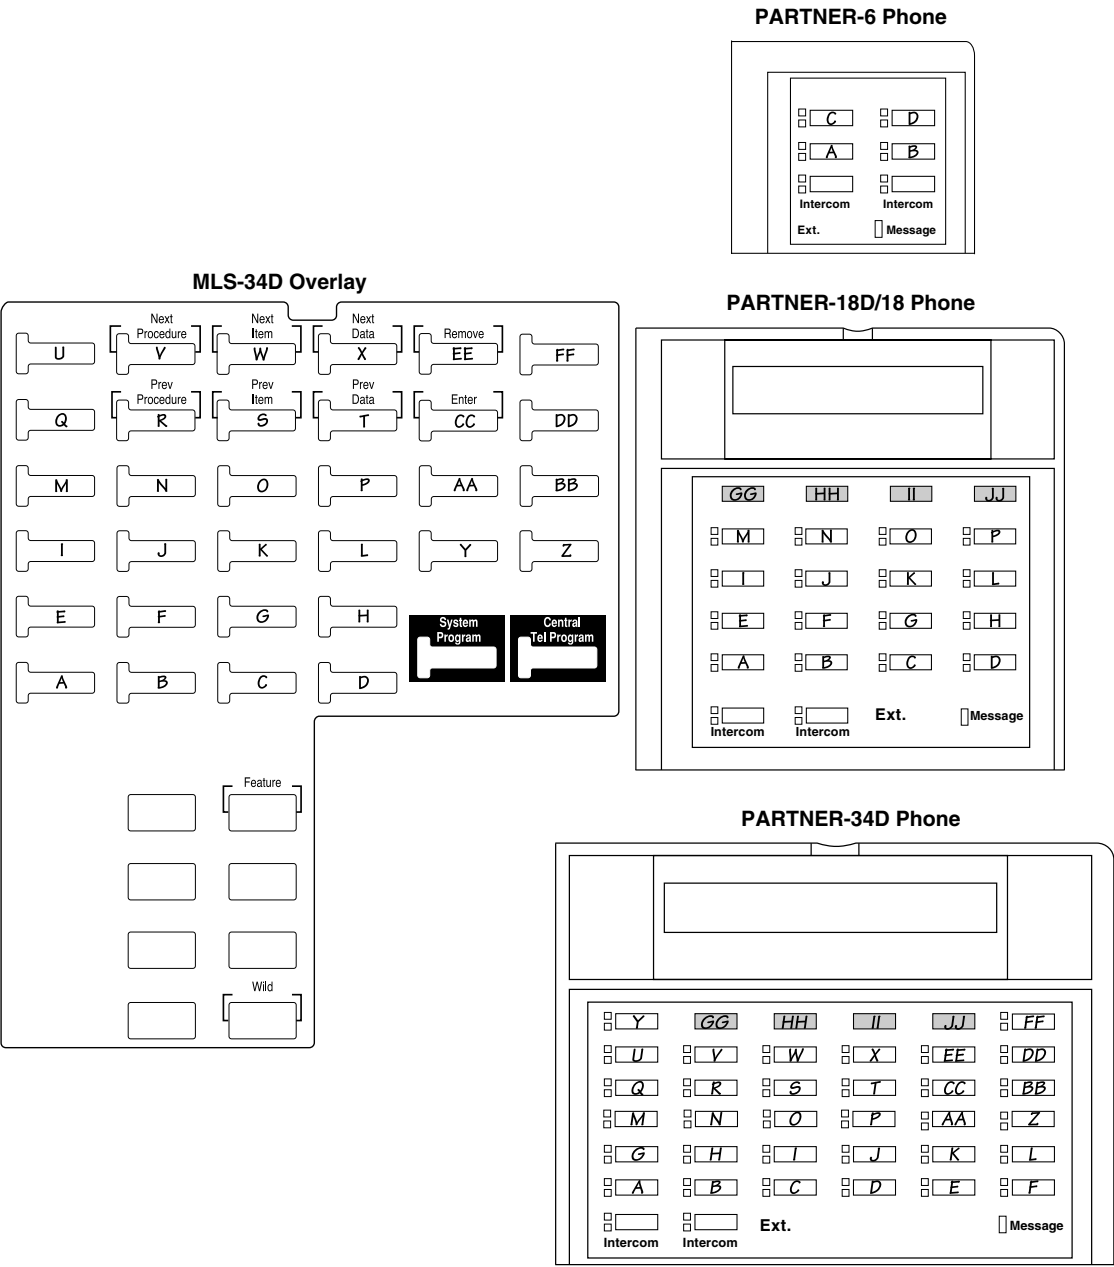 PARTNER-6 Phone
C D
A B
Intercom Intercom
Ext. Message
MLS-34D Overlay
Next Procedure Next Item Next Data Remove
U V W X EE FF
Prev Procedure Prev Item Prev Data Enter
Q R S T CC DD
M N O P AA BB
I J K L Y Z
E F G H
System Program Central Tel Program
A B C D
Feature
Wild
PARTNER-18D/18 Phone
GG HH II JJ
M N O P
I J K L
E F G H
A B C D
Ext. Message
Intercom Intercom
PARTNER-34D Phone
Y GG HH II JJ FF
U V W X EE DD
Q R S T CC BB
M N O P AA Z
G H I J K L
A B C D E F
Ext. Message
Intercom Intercom